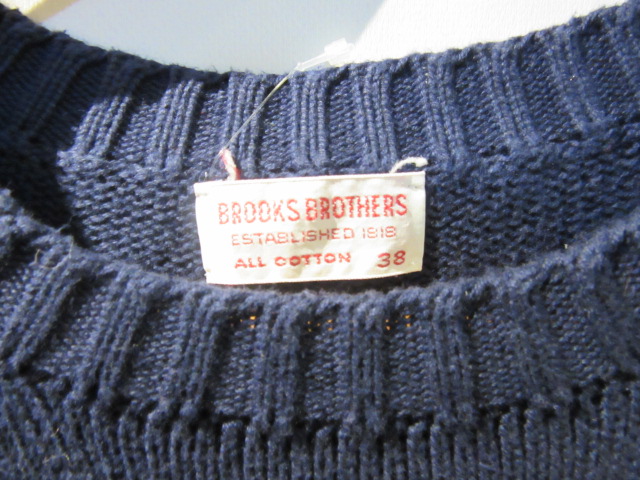 BROOKS BROTHERS
ESTABLISHED 1818
ALL COTTON 38